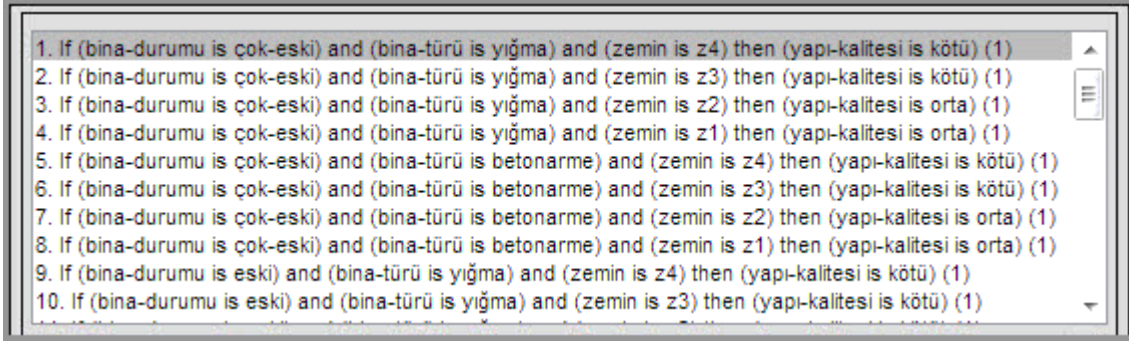 1. If (bina-durumu is çok-eski) and (bina-türü is yığma) and (zemin is z4) then (yapı-kalitesi is kötü) (1)
2. If (bina-durumu is çok-eski) and (bina-türü is yığma) and (zemin is z3) then (yapı-kalitesi is kötü) (1)
3. If (bina-durumu is çok-eski) and (bina-türü is yığma) and (zemin is z2) then (yapı-kalitesi is orta) (1)
4. If (bina-durumu is çok-eski) and (bina-türü is yığma) and (zemin is z1) then (yapı-kalitesi is orta) (1)
5. If (bina-durumu is çok-eski) and (bina-türü is betonarme) and (zemin is z4) then (yapı-kalitesi is kötü) (1)
6. If (bina-durumu is çok-eski) and (bina-türü is betonarme) and (zemin is z3) then (yapı-kalitesi is kötü) (1)
7. If (bina-durumu is çok-eski) and (bina-türü is betonarme) and (zemin is z2) then (yapı-kalitesi is orta) (1)
8. If (bina-durumu is çok-eski) and (bina-türü is betonarme) and (zemin is z1) then (yapı-kalitesi is orta) (1)
9. If (bina-durumu is eski) and (bina-türü is yığma) and (zemin is z4) then (yapı-kalitesi is kötü) (1)
10. If (bina-durumu is eski) and (bina-türü is yığma) and (zemin is z3) then (yapı-kalitesi is kötü) (1)